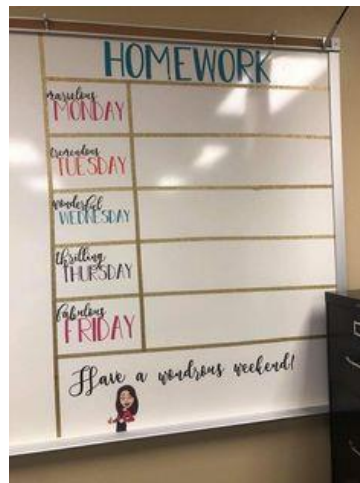 HOMEWORK
marvelous
MONDAY
tremendous
TUESDAY
wonderful
WEDNESDAY
thrilling
THURSDAY
fabulous
FRIDAY
Have a wondrous weekend!